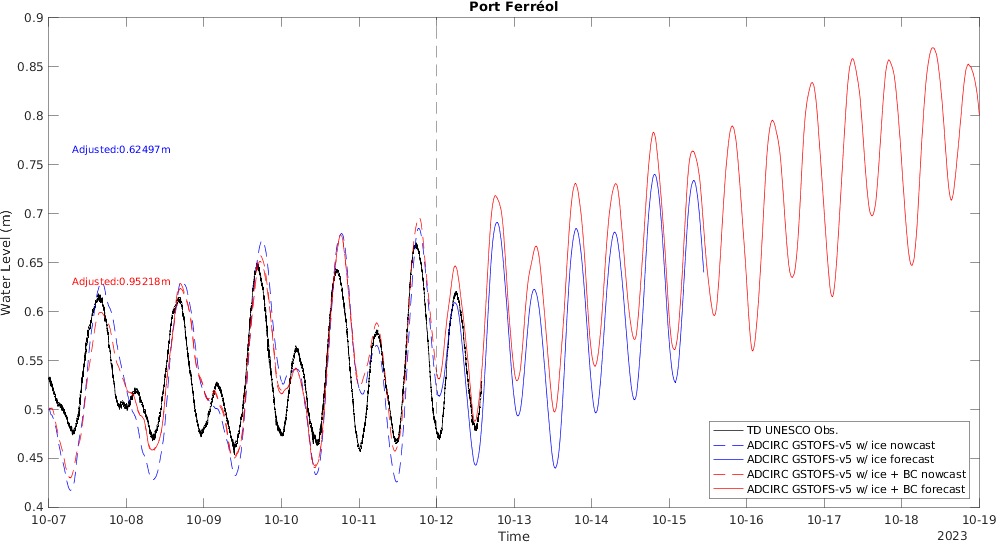 Port Ferréol
0.9
0.85
0.8
0.75
0.7
0.65
0.6
0.55
0.5
0.45
0.4
Water Level (m)
Adjusted:0.62497m
Adjusted:0.95218m
TD UNESCO Obs.
ADCIRC GSTOFS-v5 w/ ice nowcast
ADCIRC GSTOFS-v5 w/ ice forecast
ADCIRC GSTOFS-v5 w/ ice + BC nowcast
ADCIRC GSTOFS-v5 w/ ice + BC forecast
10-07 10-08 10-09 10-10 10-11 10-12 10-13 10-14 10-15 10-16 10-17 10-18 10-19
Time
2023